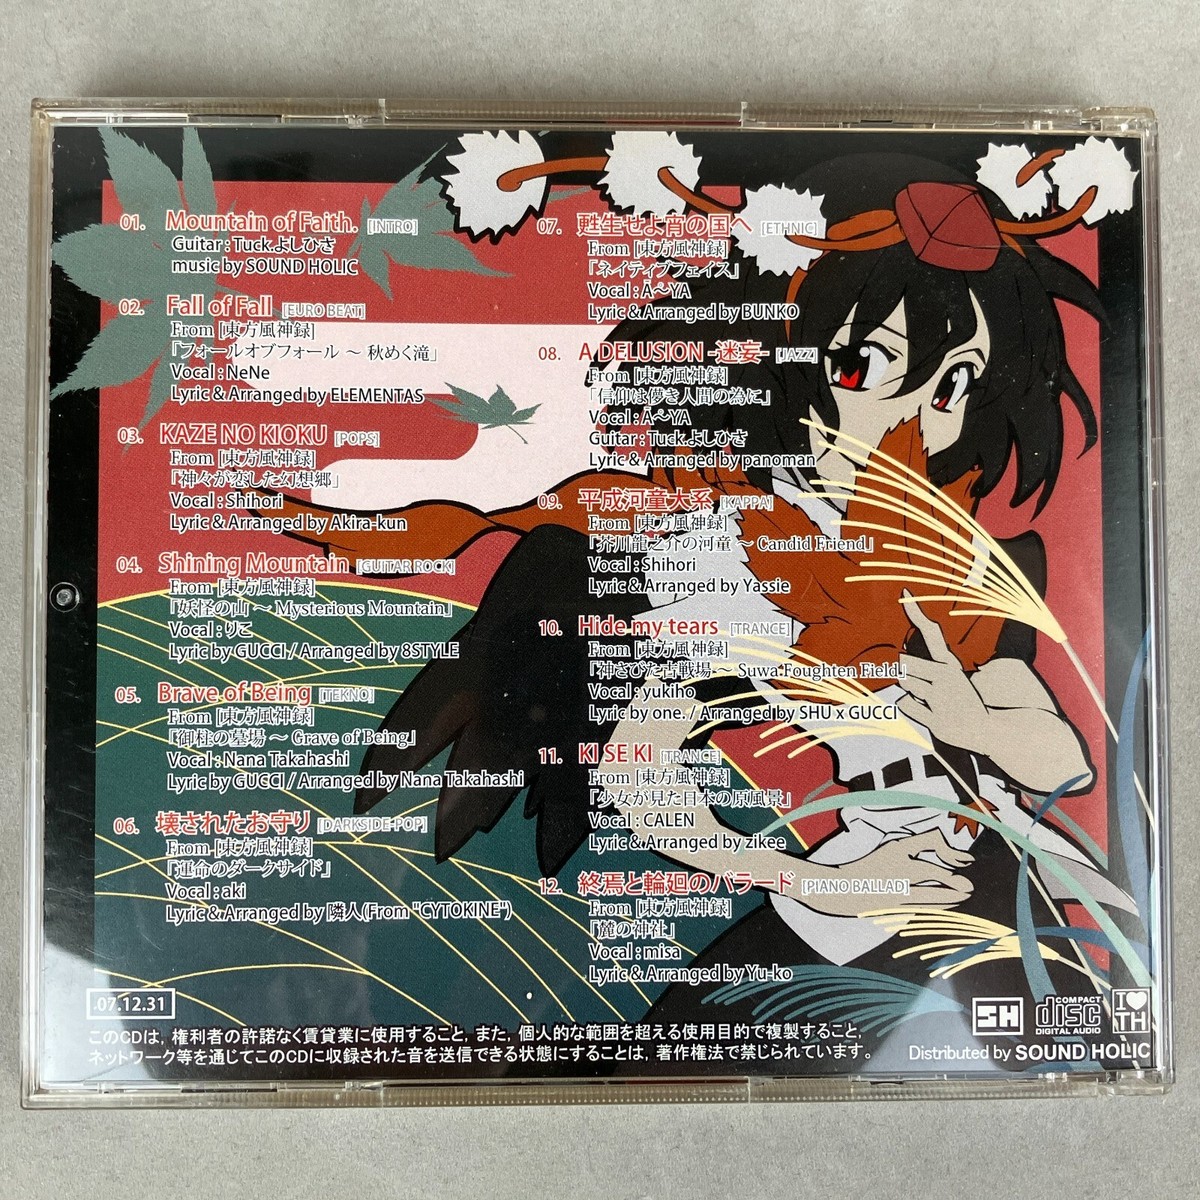 01. Mountain of Faith. [INTRO]
Guitar : Tuck.よしひさ
music by SOUND HOLIC
02. Fall of Fall [EURO BEAT]
From [東方風神録]
「フォールオブフォール ～ 秋めく滝」
Vocal : NeNe
Lyric & Arranged by ELEMENTAS
03. KAZE NO KIOKU [POPS]
From [東方風神録]
「神々が恋した幻想郷」
Vocal : Shihori
Lyric & Arranged by Akira-kun
04. Shining Mountain [GUITAR ROCK]
From [東方風神録]
「妖怪の山 ～ Mysterious Mountain」
Vocal : りこ
Lyric by GUCCI / Arranged by 8STYLE
05. Brave of Being [TEKNO]
From [東方風神録]
「御柱の墓場 ～ Grave of Being」
Vocal : Nana Takahashi
Lyric by GUCCI / Arranged by Nana Takahashi
06. 壊されたお守り [DARKSIDE-POP]
From [東方風神録]
「運命のダークサイド」
Vocal : aki
Lyric & Arranged by 隣人(From "CYTOKINE")
07. 甦生せよ宵の国へ [ETHNIC]
From [東方風神録]
「ネイティブフェイス」
Vocal : A～YA
Lyric & Arranged by BUNKO
08. A DELUSION -迷妄- [JAZZ]
From [東方風神録]
「信仰は儚き人間の為に」
Vocal : A～YA
Guitar : Tuck.よしひさ
Lyric & Arranged by panoman
09. 平成河童大系 [KAPPA]
From [東方風神録]
「芥川龍之介の河童 ～ Candid Friend」
Vocal : Shihori
Lyric & Arranged by Yassie
10. Hide my tears [TRANCE]
From [東方風神録]
「神さびた古戦場 ～ Suwa Foughten Field」
Vocal : yukiho
Lyric by one. / Arranged by SHU x GUCCI
11. KI SE KI [TRANCE]
From [東方風神録]
「少女が見た日本の原風景」
Vocal : CALEN
Lyric & Arranged by zikee
12. 終焉と輪廻のバラード [PIANO BALLAD]
From [東方風神録]
「麓の神社」
Vocal : misa
Lyric & Arranged by Yu-ko
.07.12.31
このCDは, 権利者の許諾なく賃貸業に使用すること, また, 個人的な範囲を超える使用目的で複製すること,
ネットワーク等を通じてこのCDに収録された音を送信できる状態にすることは, 著作権法で禁じられています。
SH
COMPACT
disc
DIGITAL AUDIO
I♥
TH
Distributed by SOUND HOLIC